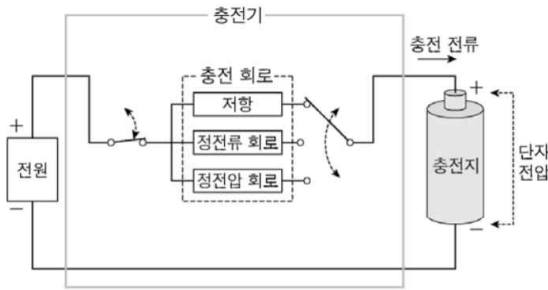 충전기
충전 전류
충전 회로
저항
정전류 회로
정전압 회로
+
전원
−
+
충전지
−
단자
전압